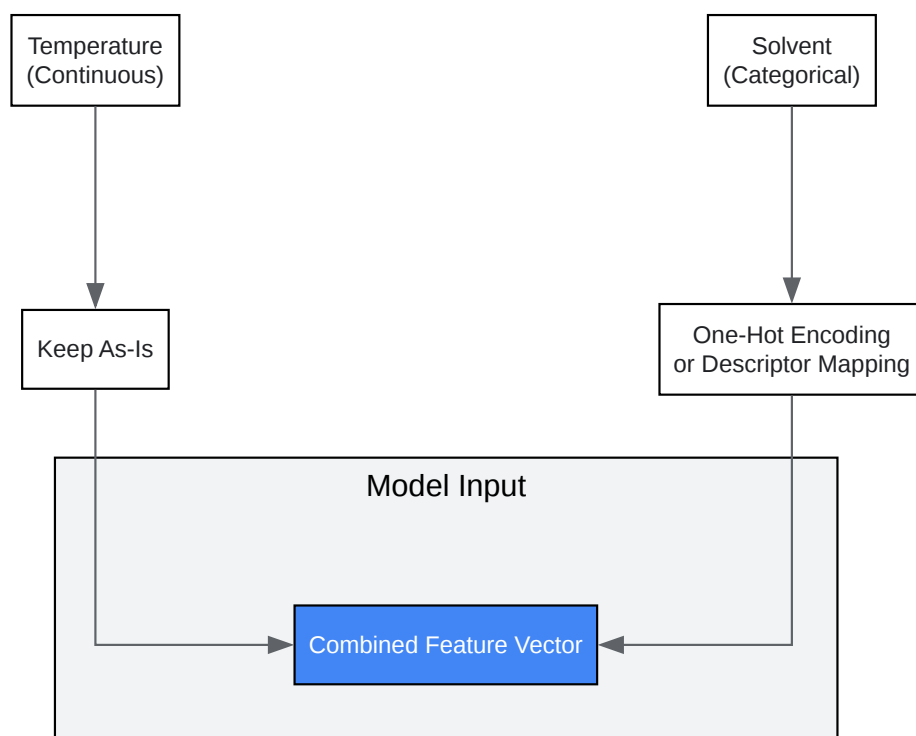 Temperature
(Continuous)
Solvent
(Categorical)
Keep As-Is
One-Hot Encoding
or Descriptor Mapping
Model Input
Combined Feature Vector